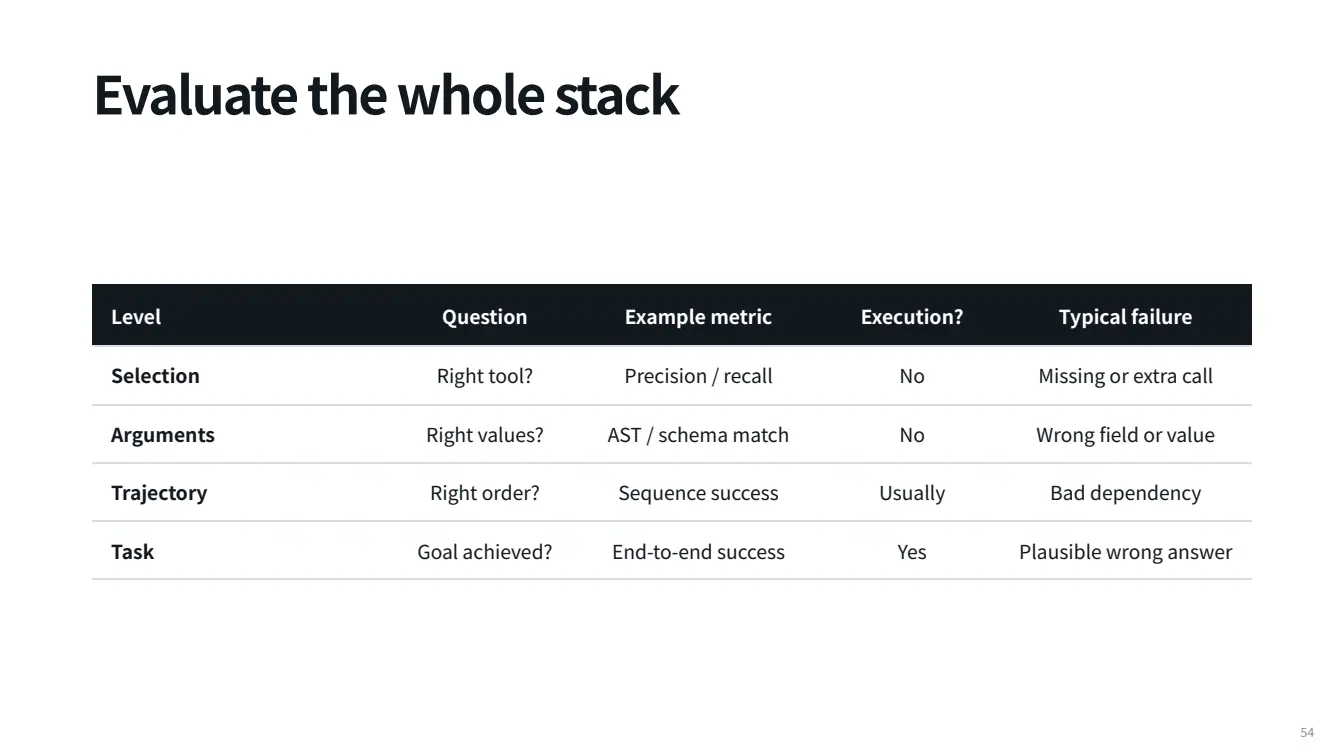 Evaluate the whole stack
Level Question Example metric Execution? Typical failure
Selection Right tool? Precision / recall No Missing or extra call
Arguments Right values? AST / schema match No Wrong field or value
Trajectory Right order? Sequence success Usually Bad dependency
Task Goal achieved? End-to-end success Yes Plausible wrong answer
54